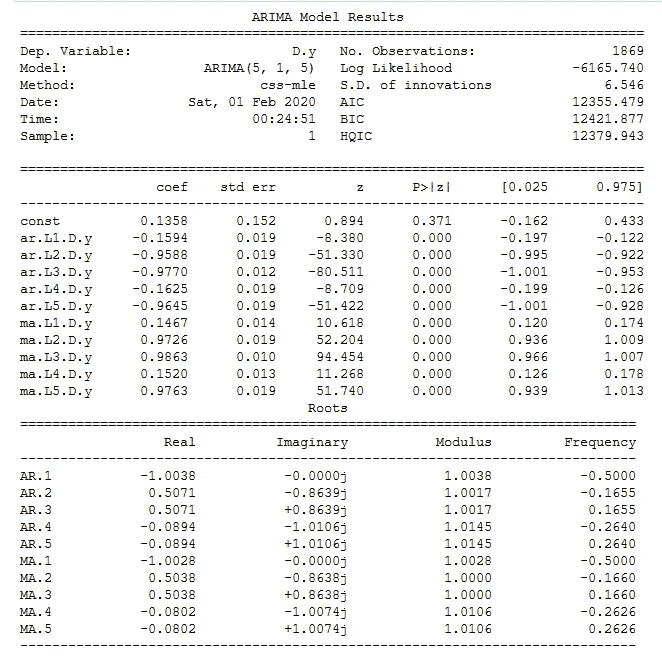 ARIMA Model Results
==============================================================================
Dep. Variable: D.y No. Observations: 1869
Model: ARIMA(5, 1, 5) Log Likelihood -6165.740
Method: css-mle S.D. of innovations 6.546
Date: Sat, 01 Feb 2020 AIC 12355.479
Time: 00:24:51 BIC 12421.877
Sample: 1 HQIC 12379.943
==============================================================================
coef std err z P>|z| [0.025 0.975]
------------------------------------------------------------------------------
const 0.1358 0.152 0.894 0.371 -0.162 0.433
ar.L1.D.y -0.1594 0.019 -8.380 0.000 -0.197 -0.122
ar.L2.D.y -0.9588 0.019 -51.330 0.000 -0.995 -0.922
ar.L3.D.y -0.9770 0.012 -80.511 0.000 -1.001 -0.953
ar.L4.D.y -0.1625 0.019 -8.709 0.000 -0.199 -0.126
ar.L5.D.y -0.9645 0.019 -51.422 0.000 -1.001 -0.928
ma.L1.D.y 0.1467 0.014 10.618 0.000 0.120 0.174
ma.L2.D.y 0.9726 0.019 52.204 0.000 0.936 1.009
ma.L3.D.y 0.9863 0.010 94.454 0.000 0.966 1.007
ma.L4.D.y 0.1520 0.013 11.268 0.000 0.126 0.178
ma.L5.D.y 0.9763 0.019 51.740 0.000 0.939 1.013
Roots
=============================================================================
Real Imaginary Modulus Frequency
-----------------------------------------------------------------------------
AR.1 -1.0038 -0.0000j 1.0038 -0.5000
AR.2 0.5071 -0.8639j 1.0017 -0.1655
AR.3 0.5071 +0.8639j 1.0017 0.1655
AR.4 -0.0894 -1.0106j 1.0145 -0.2640
AR.5 -0.0894 +1.0106j 1.0145 0.2640
MA.1 -1.0028 -0.0000j 1.0028 -0.5000
MA.2 0.5038 -0.8638j 1.0000 -0.1660
MA.3 0.5038 +0.8638j 1.0000 0.1660
MA.4 -0.0802 -1.0074j 1.0106 -0.2626
MA.5 -0.0802 +1.0074j 1.0106 0.2626
-----------------------------------------------------------------------------